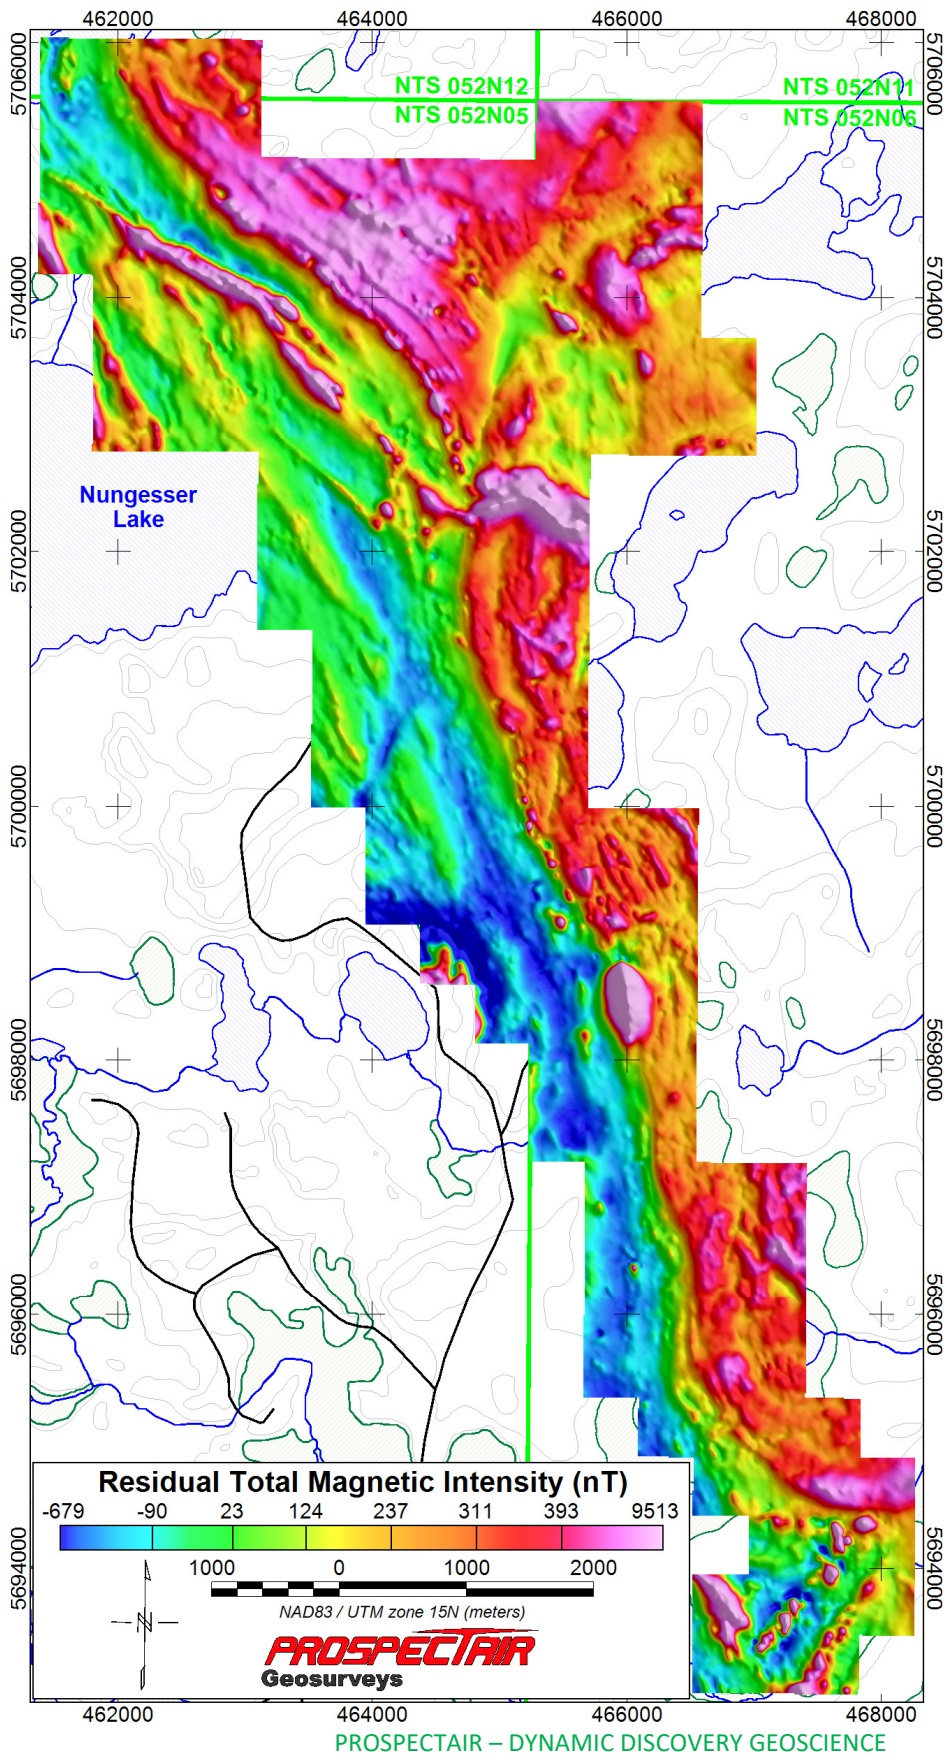 462000 464000 466000 468000
5706000 5706000
NTS 052N12 NTS 052N11
NTS 052N05 NTS 052N06
5704000 5704000
Nungesser
Lake
5702000 5702000
5700000 5700000
5698000 5698000
5696000 5696000
Residual Total Magnetic Intensity (nT)
-679 -90 23 124 237 311 393 9513
5694000 5694000
1000 0 1000 2000
N
NAD83 / UTM zone 15N (meters)
PROSPECTAIR
Geosurveys
462000 464000 466000 468000
PROSPECTAIR – DYNAMIC DISCOVERY GEOSCIENCE